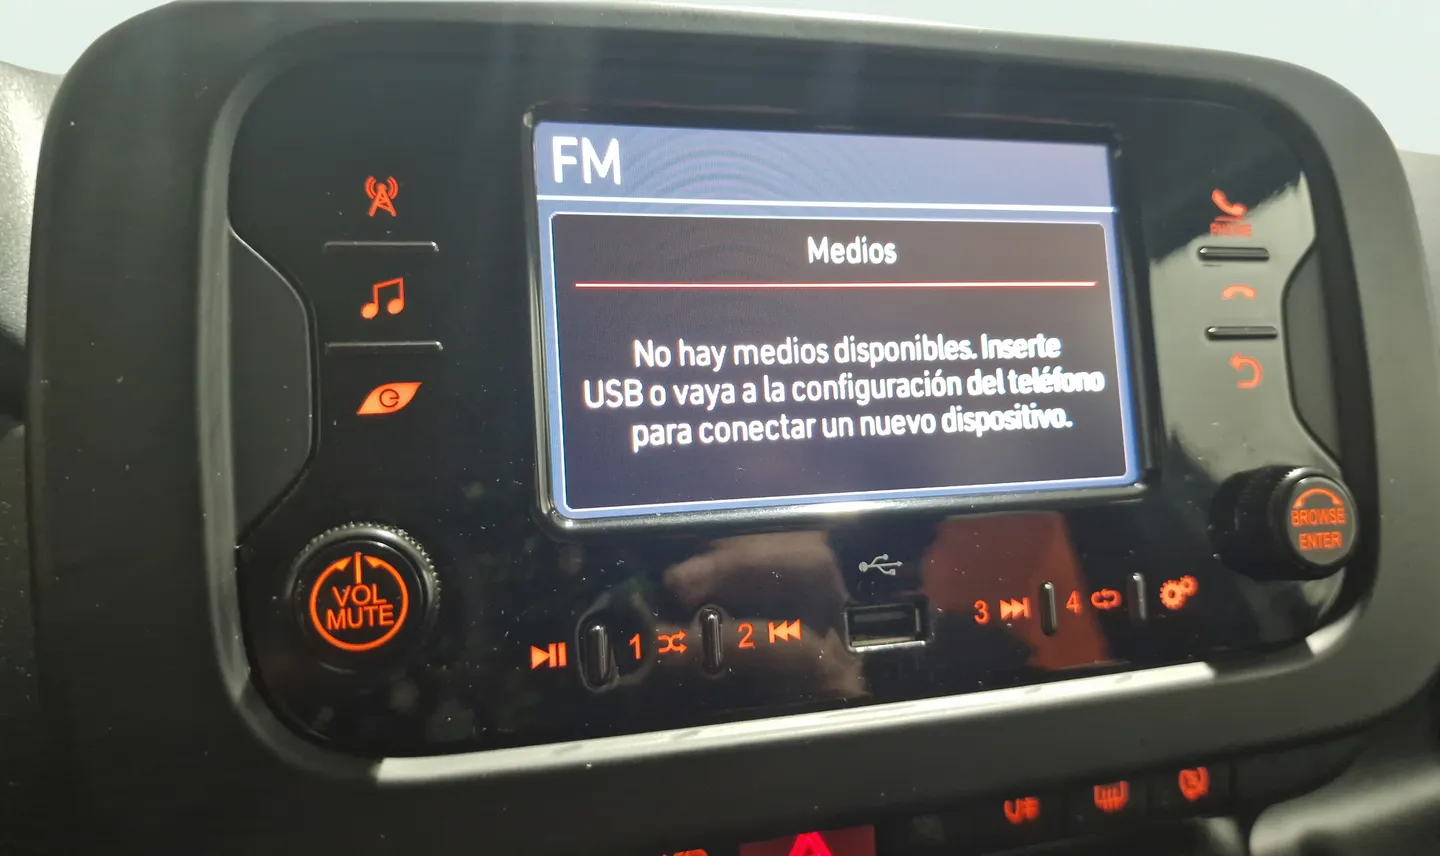 FM
Medios
No hay medios disponibles. Inserte
USB o vaya a la configuración del teléfono
para conectar un nuevo dispositivo.
PHONE
BROWSE
ENTER
VOL
MUTE
1
2
3
4